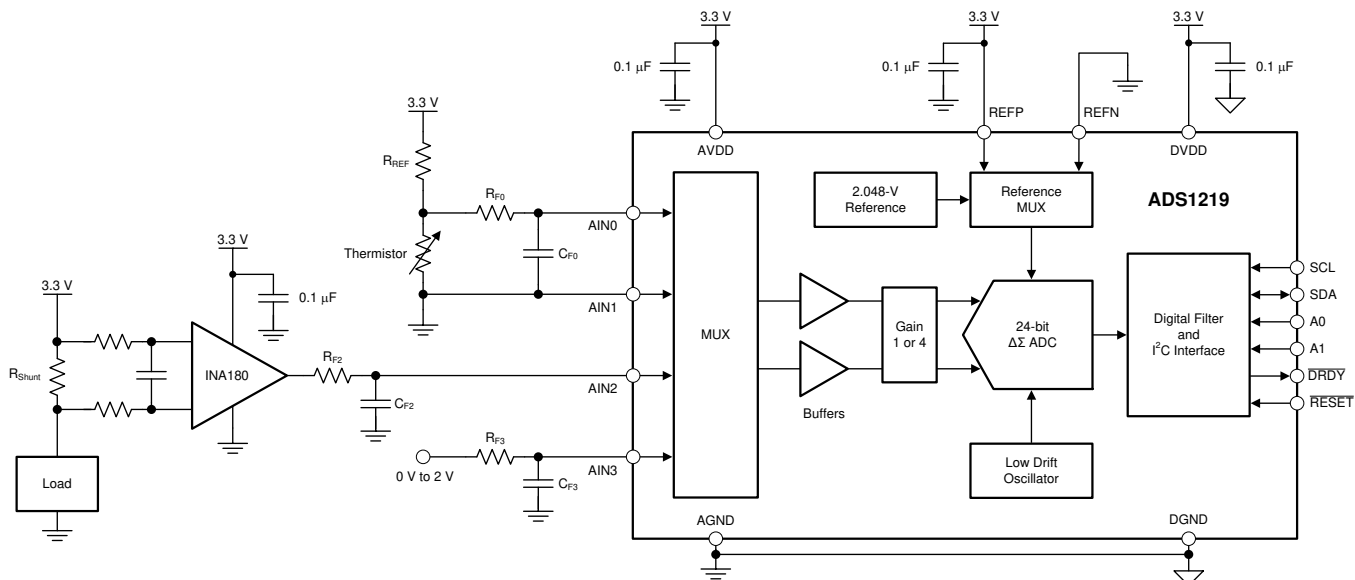 3.3 V
3.3 V
3.3 V
0.1 μF
0.1 μF
0.1 μF
3.3 V
REFP
REFN
AVDD
DVDD
R_REF
2.048-V
Reference
Reference
MUX
ADS1219
R_F0
AIN0
3.3 V
Thermistor
C_F0
SCL
3.3 V
0.1 μF
AIN1
SDA
MUX
Gain
1 or 4
24-bit
ΔΣ ADC
Digital Filter
and
I²C Interface
A0
A1
R_Shunt
INA180
R_F2
DRDY
AIN2
C_F2
Buffers
RESET
R_F3
Load
0 V to 2 V
AIN3
C_F3
Low Drift
Oscillator
AGND
DGND